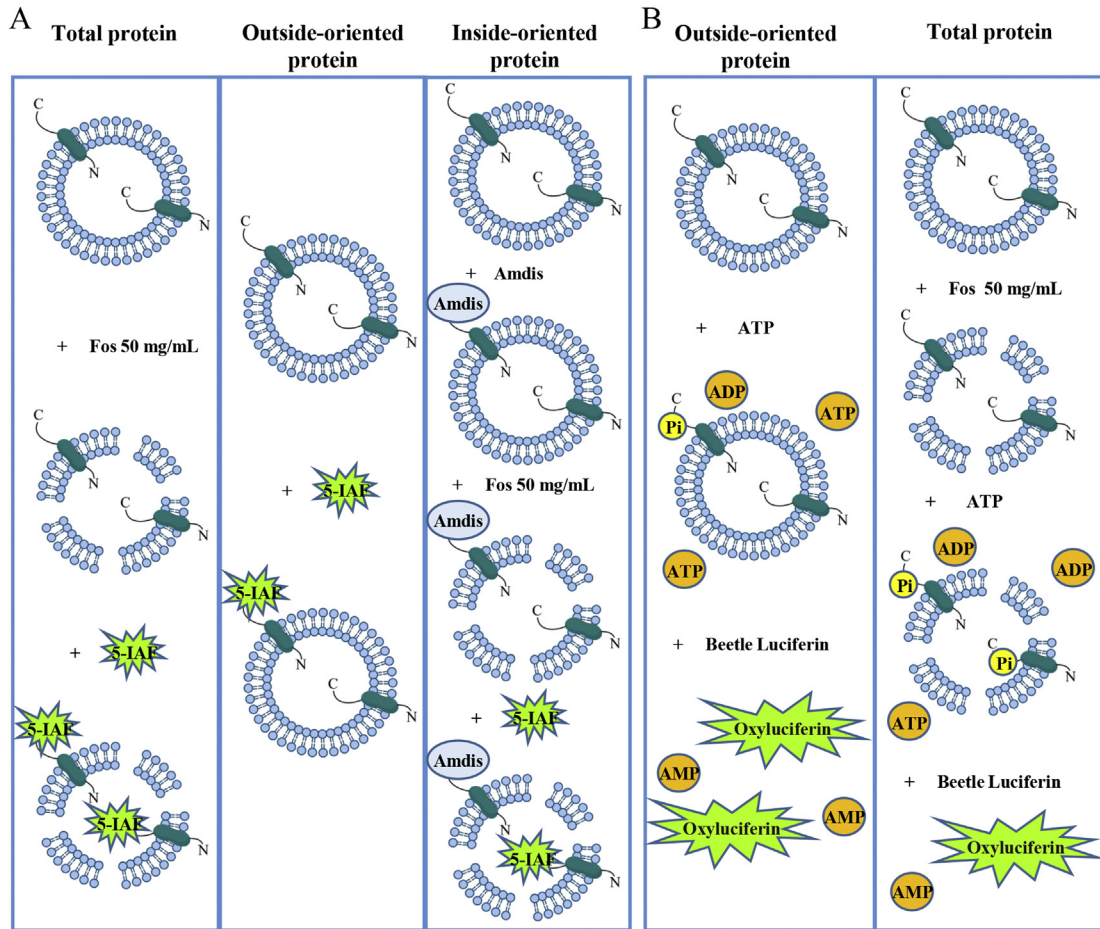 A
Total protein
C
N
C
N
+ Fos 50 mg/mL
C
N
C
N
+ 5-IAF
5-IAF
N
5-IAF
N
Outside-oriented
protein
C
N
C
N
+ 5-IAF
5-IAF
N
C
N
Inside-oriented
protein
C
N
C
N
+ Amdis
Amdis
N
C
N
+ Fos 50 mg/mL
Amdis
N
C
N
+ 5-IAF
Amdis
N
5-IAF
N
B
Outside-oriented
protein
C
N
C
N
+ ATP
ADP
ATP
C
Pi
N
C
N
ATP
+ Beetle Luciferin
Oxyluciferin
AMP
Oxyluciferin
AMP
Total protein
C
N
C
N
+ Fos 50 mg/mL
C
N
C
N
+ ATP
ADP
ADP
C
Pi
N
C
Pi
N
ATP
+ Beetle Luciferin
Oxyluciferin
AMP